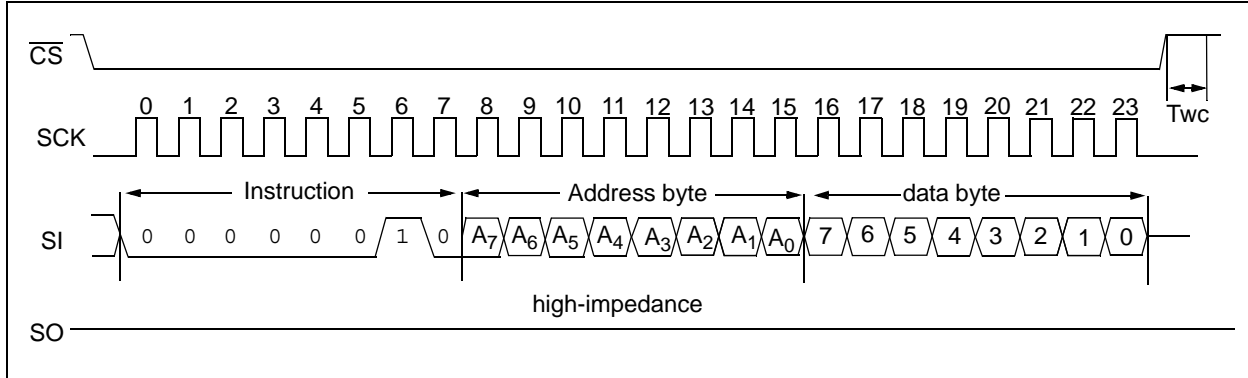 CS
0 1 2 3 4 5 6 7 8 9 10 11 12 13 14 15 16 17 18 19 20 21 22 23
Twc
SCK
Instruction Address byte data byte
SI 0 0 0 0 0 0 1 0 A7 A6 A5 A4 A3 A2 A1 A0 7 6 5 4 3 2 1 0
high-impedance
SO